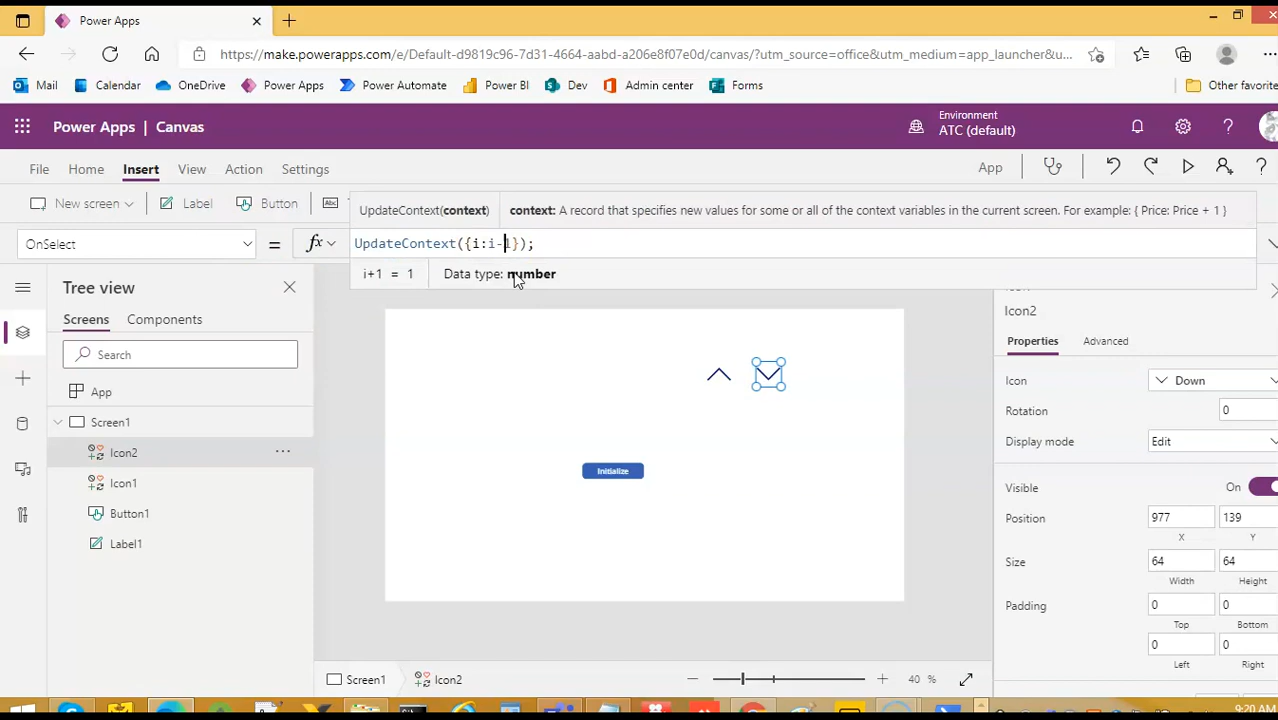 Power Apps
https://make.powerapps.com/e/Default-d9819c96-7d31-4664-aabd-a206e8f07e0d/canvas/?utm_source=office&utm_medium=app_launcher&u...
Mail Calendar OneDrive Power Apps Power Automate Power BI Dev Admin center Forms Other favorite
Power Apps | Canvas
Environment
ATC (default)
File Home Insert View Action Settings App
New screen Label Button Abc
UpdateContext(context) context: A record that specifies new values for some or all of the context variables in the current screen. For example: { Price: Price + 1 }
OnSelect = fx UpdateContext({i:i-1});
i+1 = 1 Data type: number
Tree view
Screens Components
Search
App
Screen1
Icon2
Icon1
Button1
Label1
Initialize
Icon2
Properties Advanced
Icon Down
Rotation 0
Display mode Edit
Visible On
Position 977 139
X Y
Size 64 64
Width Height
Padding 0 0
Top Bottom
0 0
Left Right
Screen1 Icon2 40 %
9:20 AM